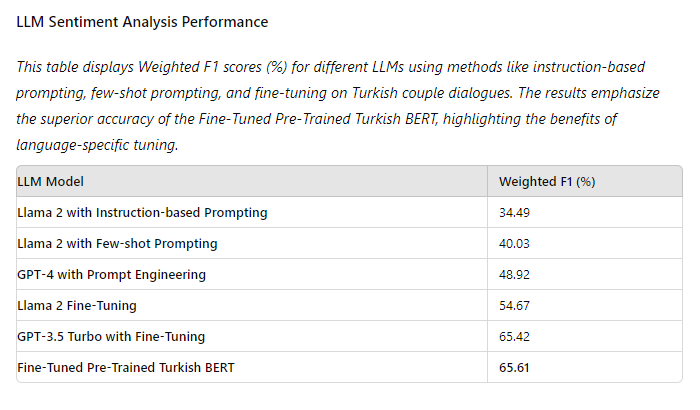 LLM Sentiment Analysis Performance
This table displays Weighted F1 scores (%) for different LLMs using methods like instruction-based
prompting, few-shot prompting, and fine-tuning on Turkish couple dialogues. The results emphasize
the superior accuracy of the Fine-Tuned Pre-Trained Turkish BERT, highlighting the benefits of
language-specific tuning.
LLM Model Weighted F1 (%)
Llama 2 with Instruction-based Prompting 34.49
Llama 2 with Few-shot Prompting 40.03
GPT-4 with Prompt Engineering 48.92
Llama 2 Fine-Tuning 54.67
GPT-3.5 Turbo with Fine-Tuning 65.42
Fine-Tuned Pre-Trained Turkish BERT 65.61